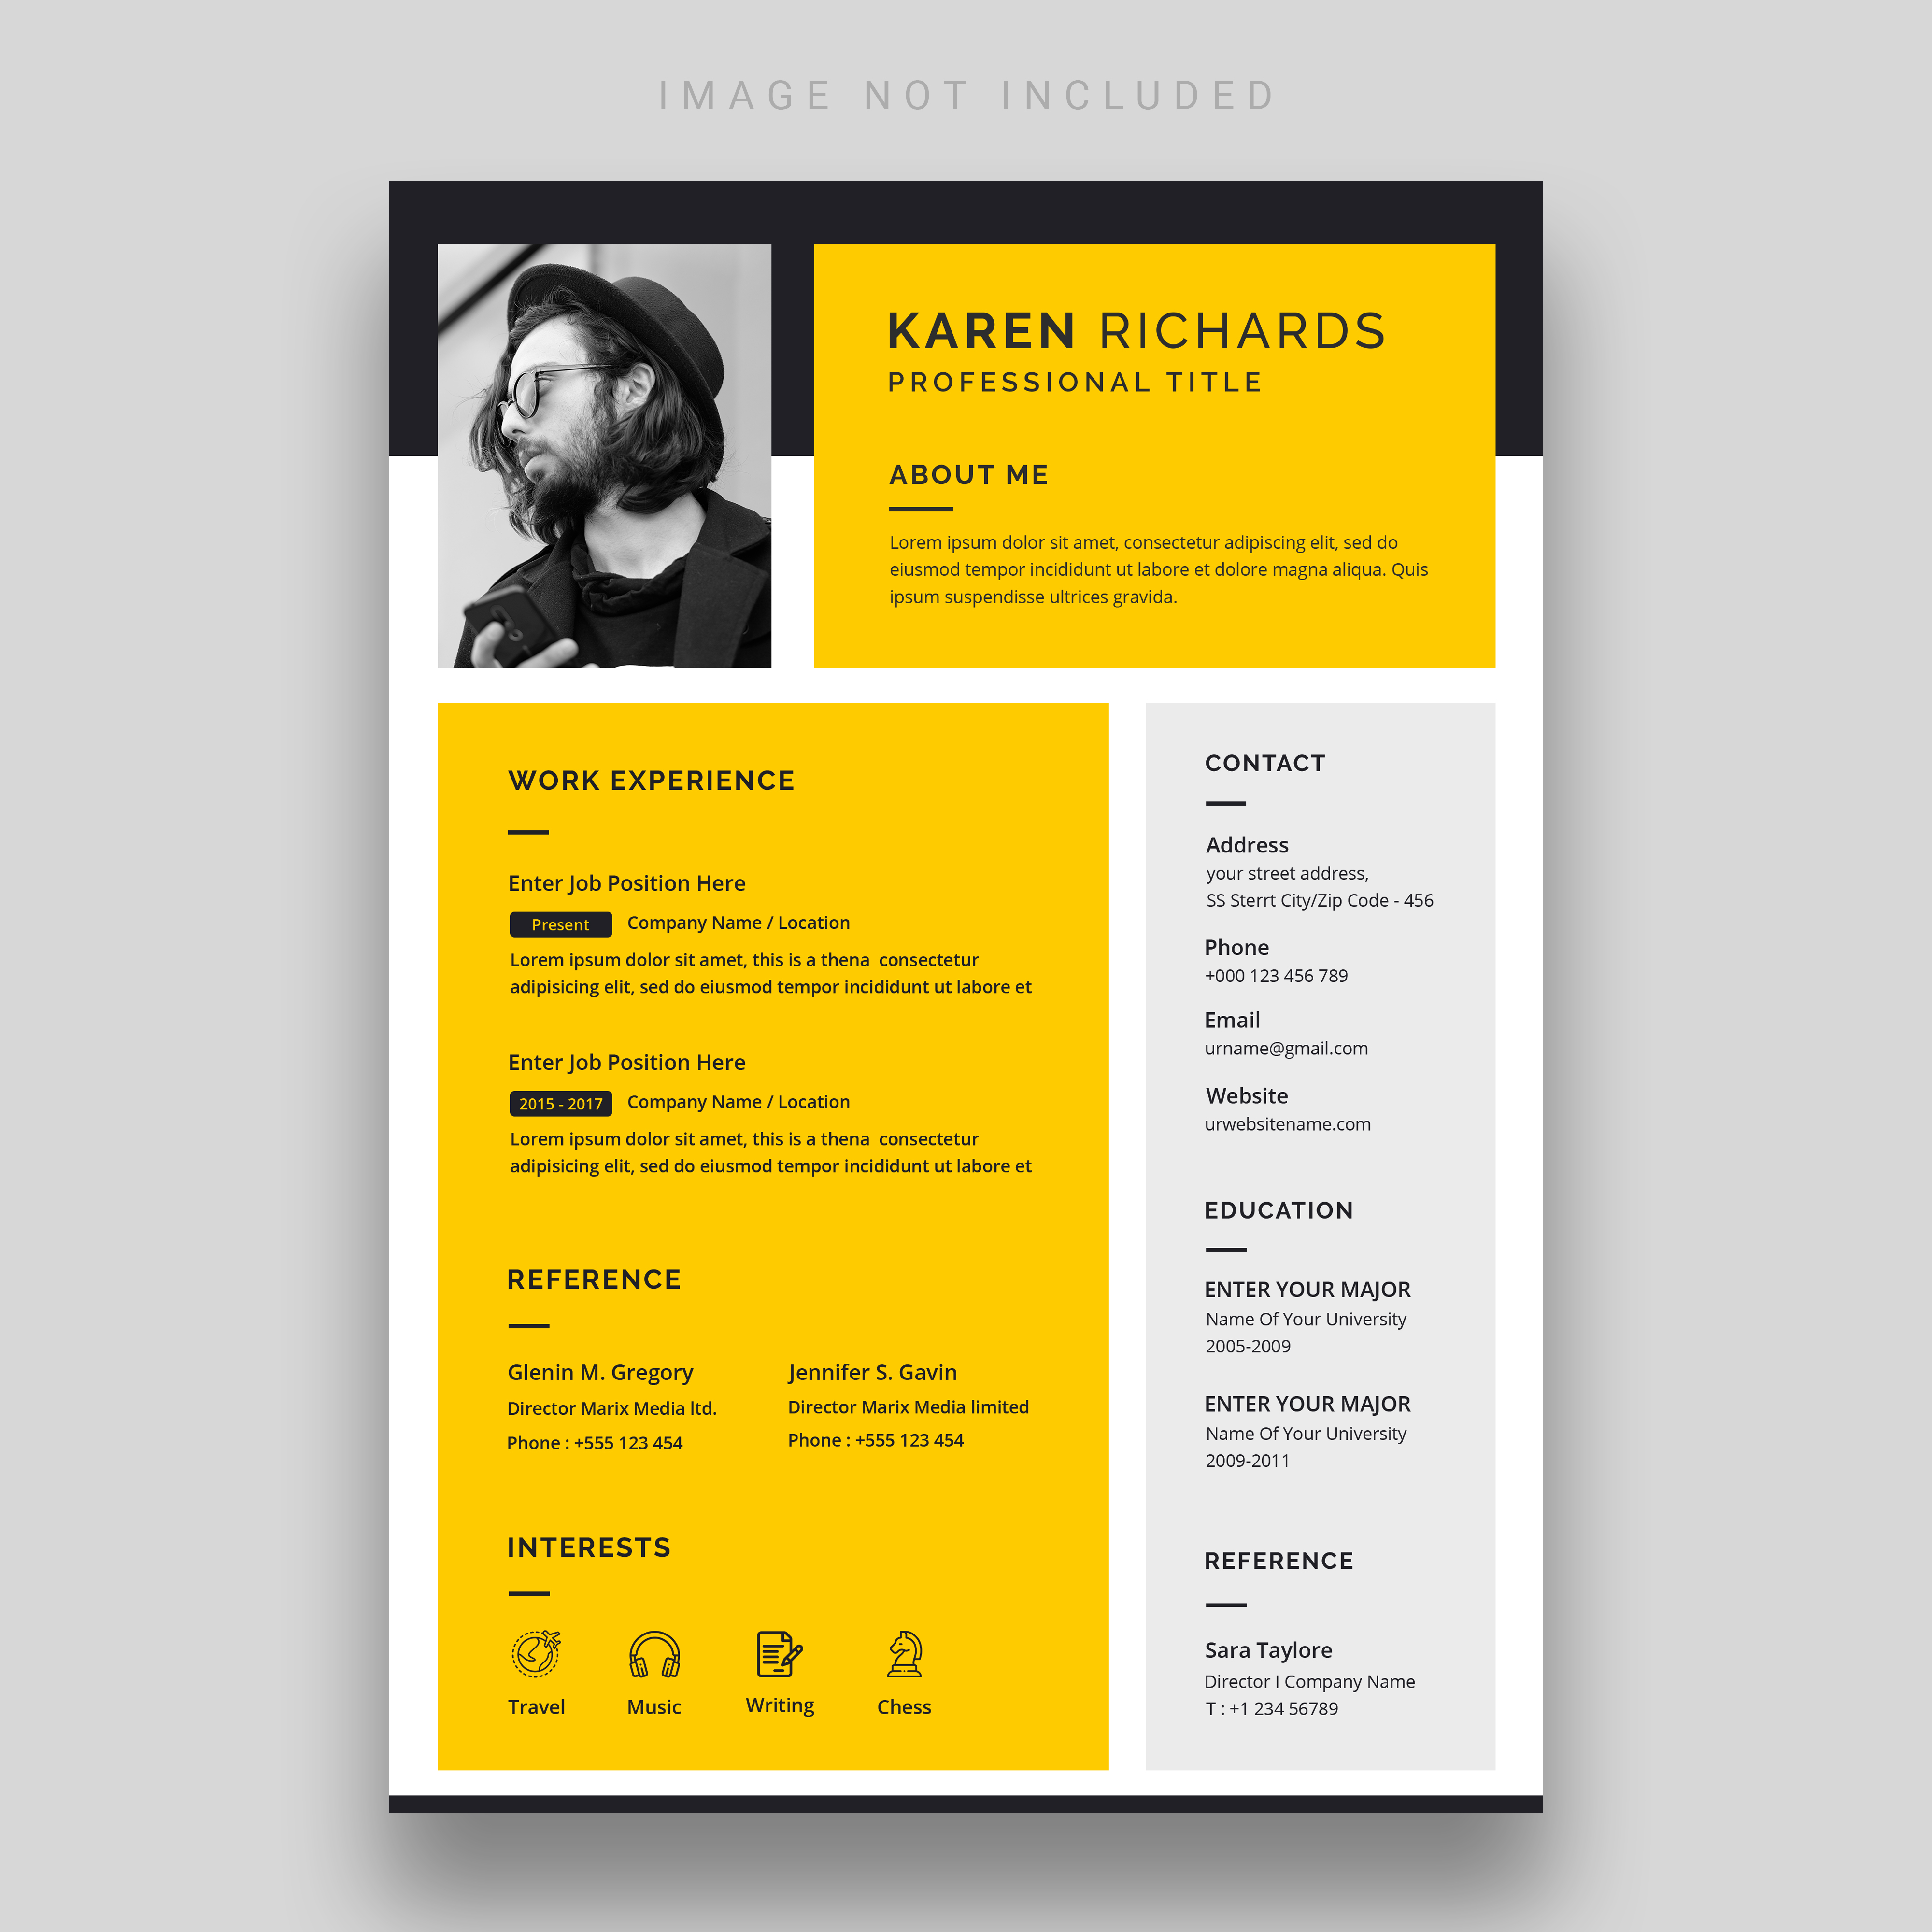 IMAGE NOT INCLUDED
KAREN RICHARDS
PROFESSIONAL TITLE
ABOUT ME
Lorem ipsum dolor sit amet, consectetur adipiscing elit, sed do
eiusmod tempor incididunt ut labore et dolore magna aliqua. Quis
ipsum suspendisse ultrices gravida.
WORK EXPERIENCE
Enter Job Position Here
Present Company Name / Location
Lorem ipsum dolor sit amet, this is a thena consectetur
adipisicing elit, sed do eiusmod tempor incididunt ut labore et
Enter Job Position Here
2015 - 2017 Company Name / Location
Lorem ipsum dolor sit amet, this is a thena consectetur
adipisicing elit, sed do eiusmod tempor incididunt ut labore et
REFERENCE
Glenin M. Gregory
Director Marix Media ltd.
Phone : +555 123 454
Jennifer S. Gavin
Director Marix Media limited
Phone : +555 123 454
INTERESTS
Travel
Music
Writing
Chess
CONTACT
Address
your street address,
SS Sterrt City/Zip Code - 456
Phone
+000 123 456 789
Email
urname@gmail.com
Website
urwebsitename.com
EDUCATION
ENTER YOUR MAJOR
Name Of Your University
2005-2009
ENTER YOUR MAJOR
Name Of Your University
2009-2011
REFERENCE
Sara Taylore
Director I Company Name
T : +1 234 56789